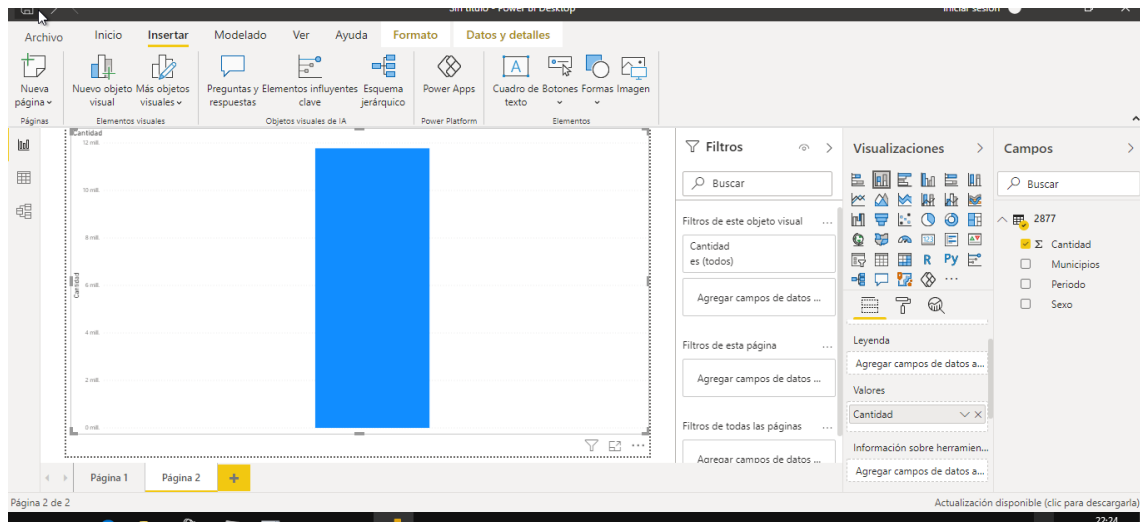 Sin título - Power BI Desktop
Iniciar sesión
Archivo
Inicio
Insertar
Modelado
Ver
Ayuda
Formato
Datos y detalles
Nueva
página
Nuevo objeto
visual
Más objetos
visuales
Preguntas y
respuestas
Elementos influyentes
clave
Esquema
jerárquico
Power Apps
Cuadro de
texto
Botones
Formas
Imagen
Páginas
Elementos visuales
Objetos visuales de IA
Power Platform
Elementos
Cantidad
12 mill.
10 mill.
8 mill.
6 mill.
4 mill.
2 mill.
0 mill.
Cantidad
Filtros
Buscar
Filtros de este objeto visual
...
Cantidad
es (todos)
Agregar campos de datos ...
Filtros de esta página
...
Agregar campos de datos ...
Filtros de todas las páginas
...
Agregar campos de datos ...
Visualizaciones
R
Py
...
Leyenda
Agregar campos de datos a...
Valores
Cantidad
Información sobre herramien...
Agregar campos de datos a...
Campos
Buscar
2877
Σ Cantidad
Municipios
Periodo
Sexo
Página 1
Página 2
+
Página 2 de 2
Actualización disponible (clic para descargarla)
22:24